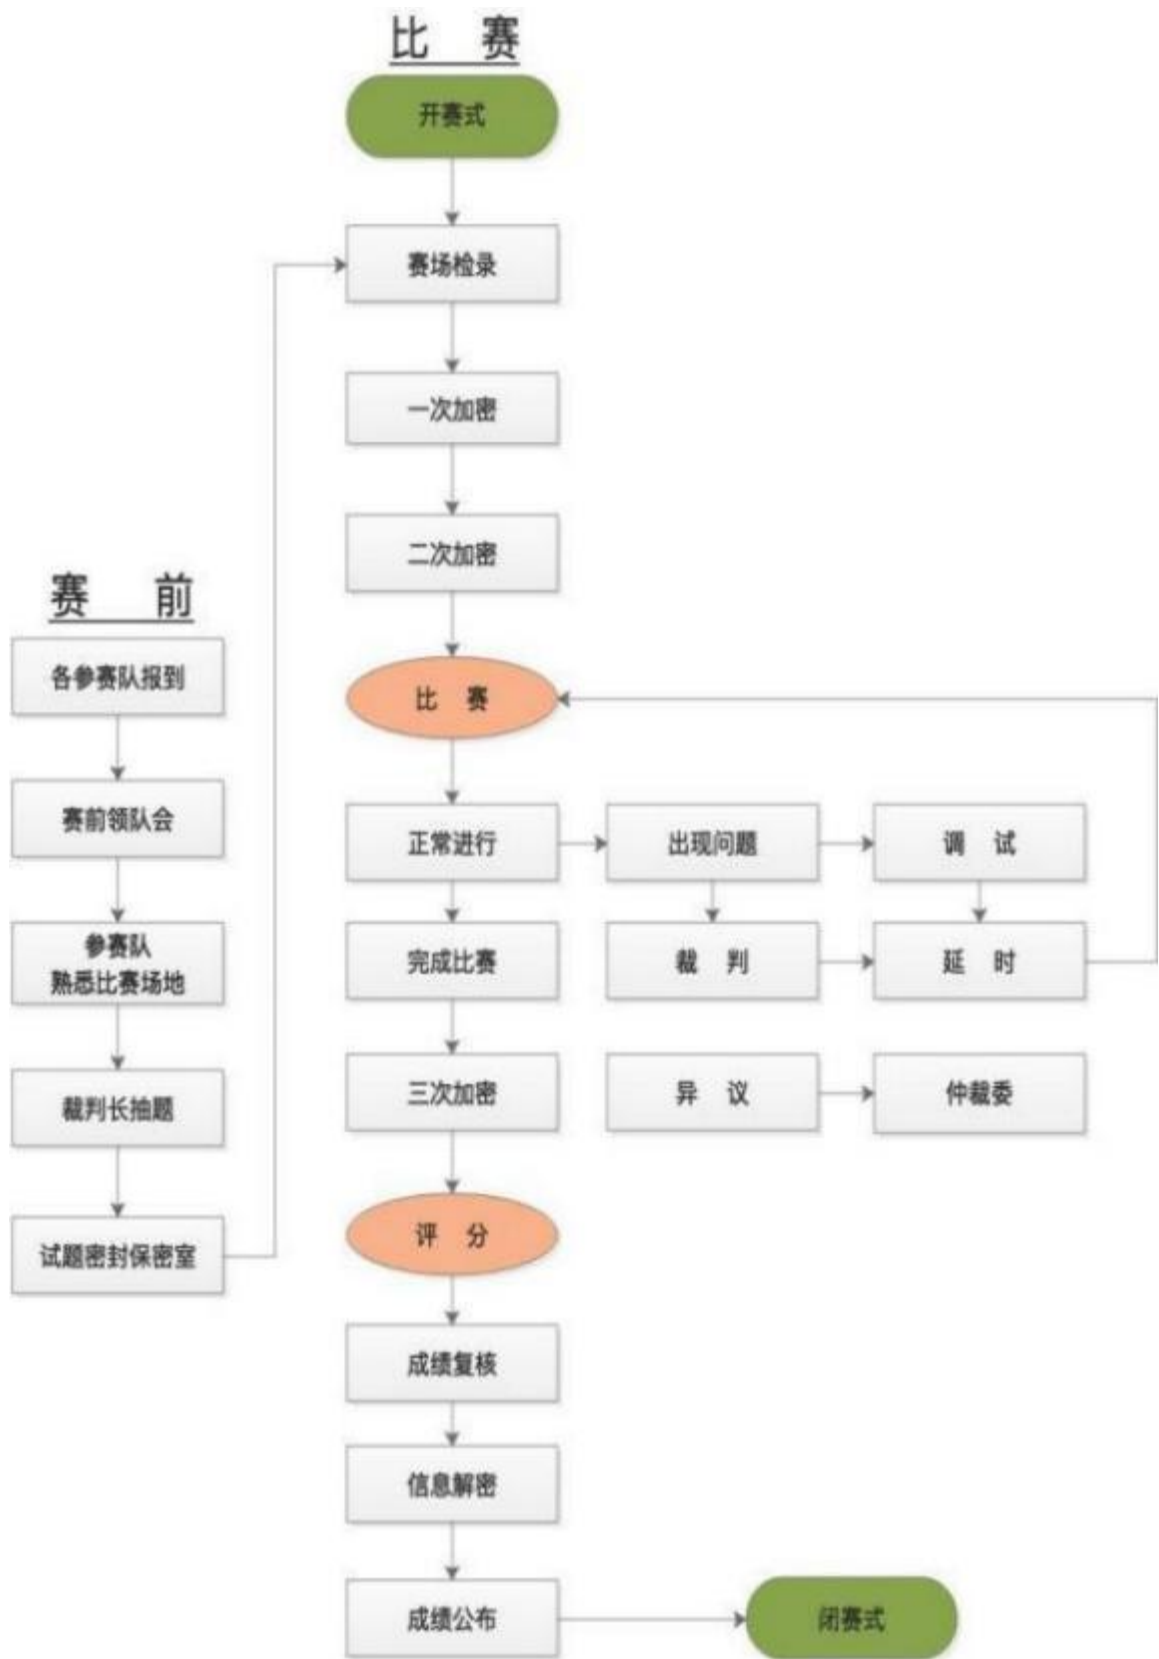 比 赛
开赛式
赛场检录
一次加密
二次加密
赛 前
各参赛队报到
赛前领队会
参赛队
熟悉比赛场地
裁判长抽题
试题密封保密室
比 赛
正常进行
出现问题
调 试
完成比赛
裁 判
延 时
三次加密
异 议
仲裁委
评 分
成绩复核
信息解密
成绩公布
闭赛式